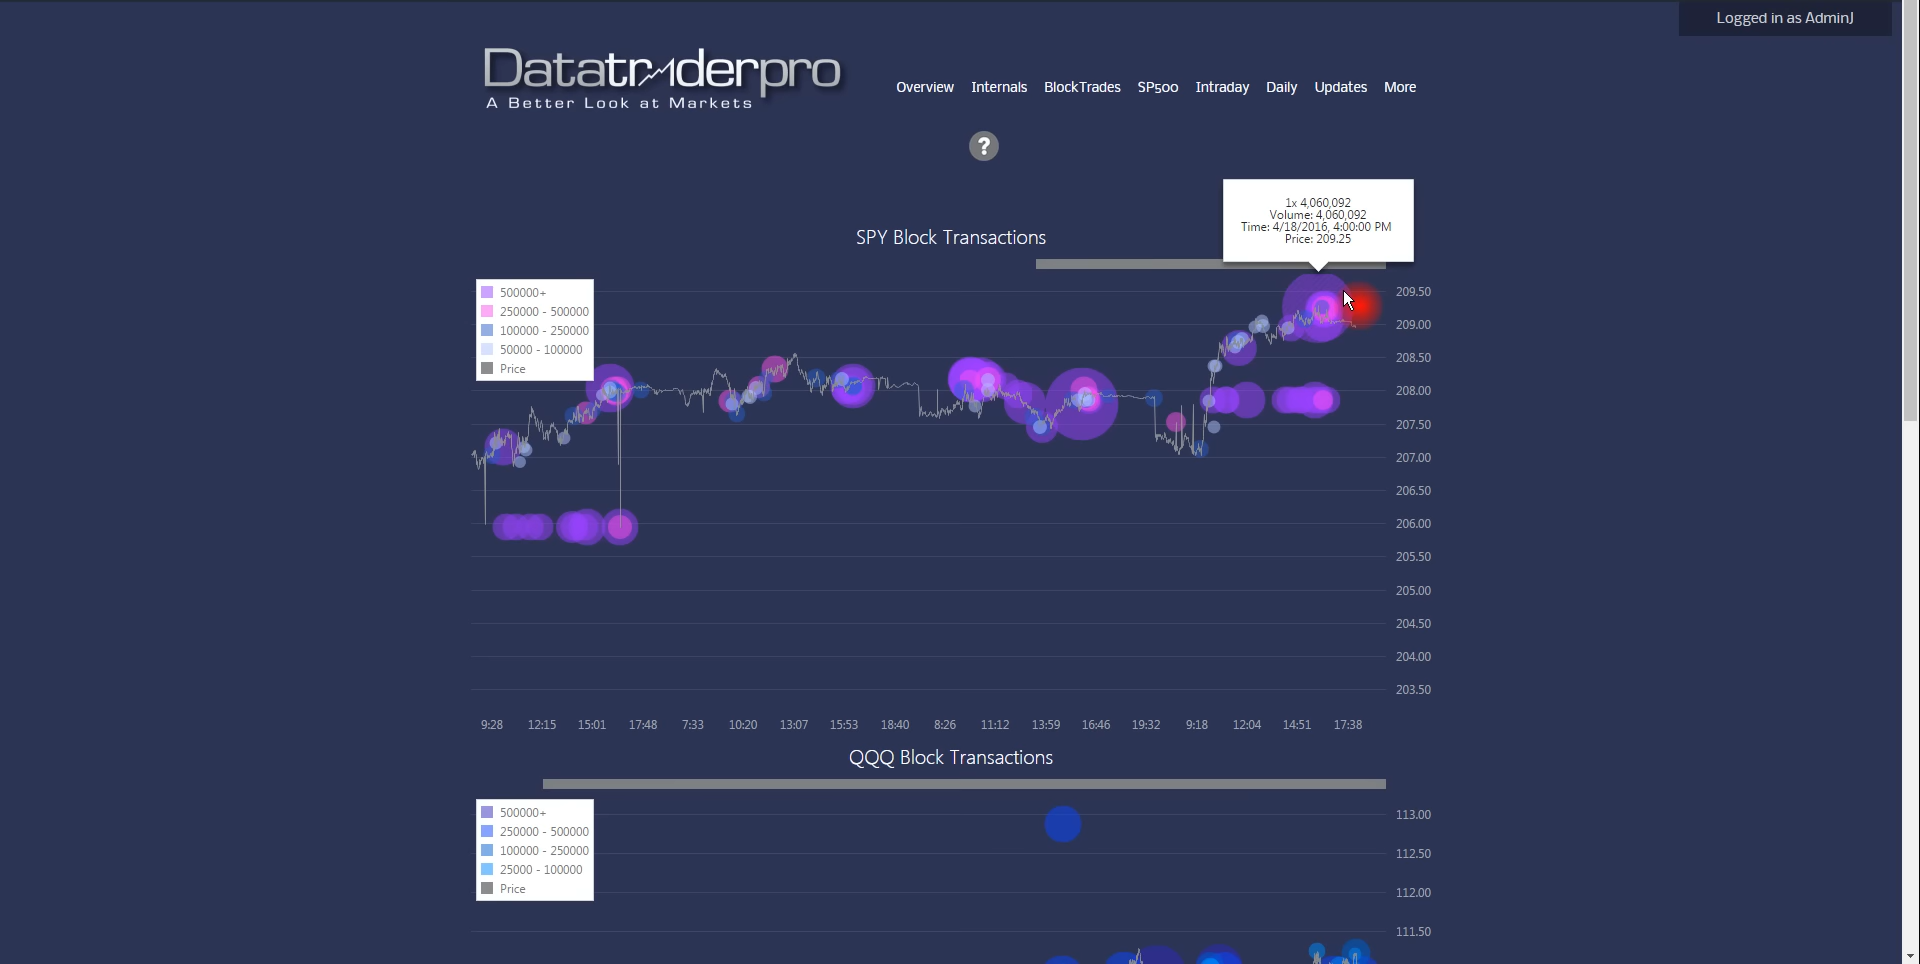 Logged in as AdminJ
Datatraderpro
A Better Look at Markets
Overview Internals BlockTrades SP500 Intraday Daily Updates More
?
1x 4,060,092
Volume: 4,060,092
Time: 4/18/2016, 4:00:00 PM
Price: 209.25
SPY Block Transactions
500000+
250000 - 500000
100000 - 250000
50000 - 100000
Price
209.50
209.00
208.50
208.00
207.50
207.00
206.50
206.00
205.50
205.00
204.50
204.00
203.50
9:28 12:15 15:01 17:48 7:33 10:20 13:07 15:53 18:40 8:26 11:12 13:59 16:46 19:32 9:18 12:04 14:51 17:38
QQQ Block Transactions
500000+
250000 - 500000
100000 - 250000
25000 - 100000
Price
113.00
112.50
112.00
111.50